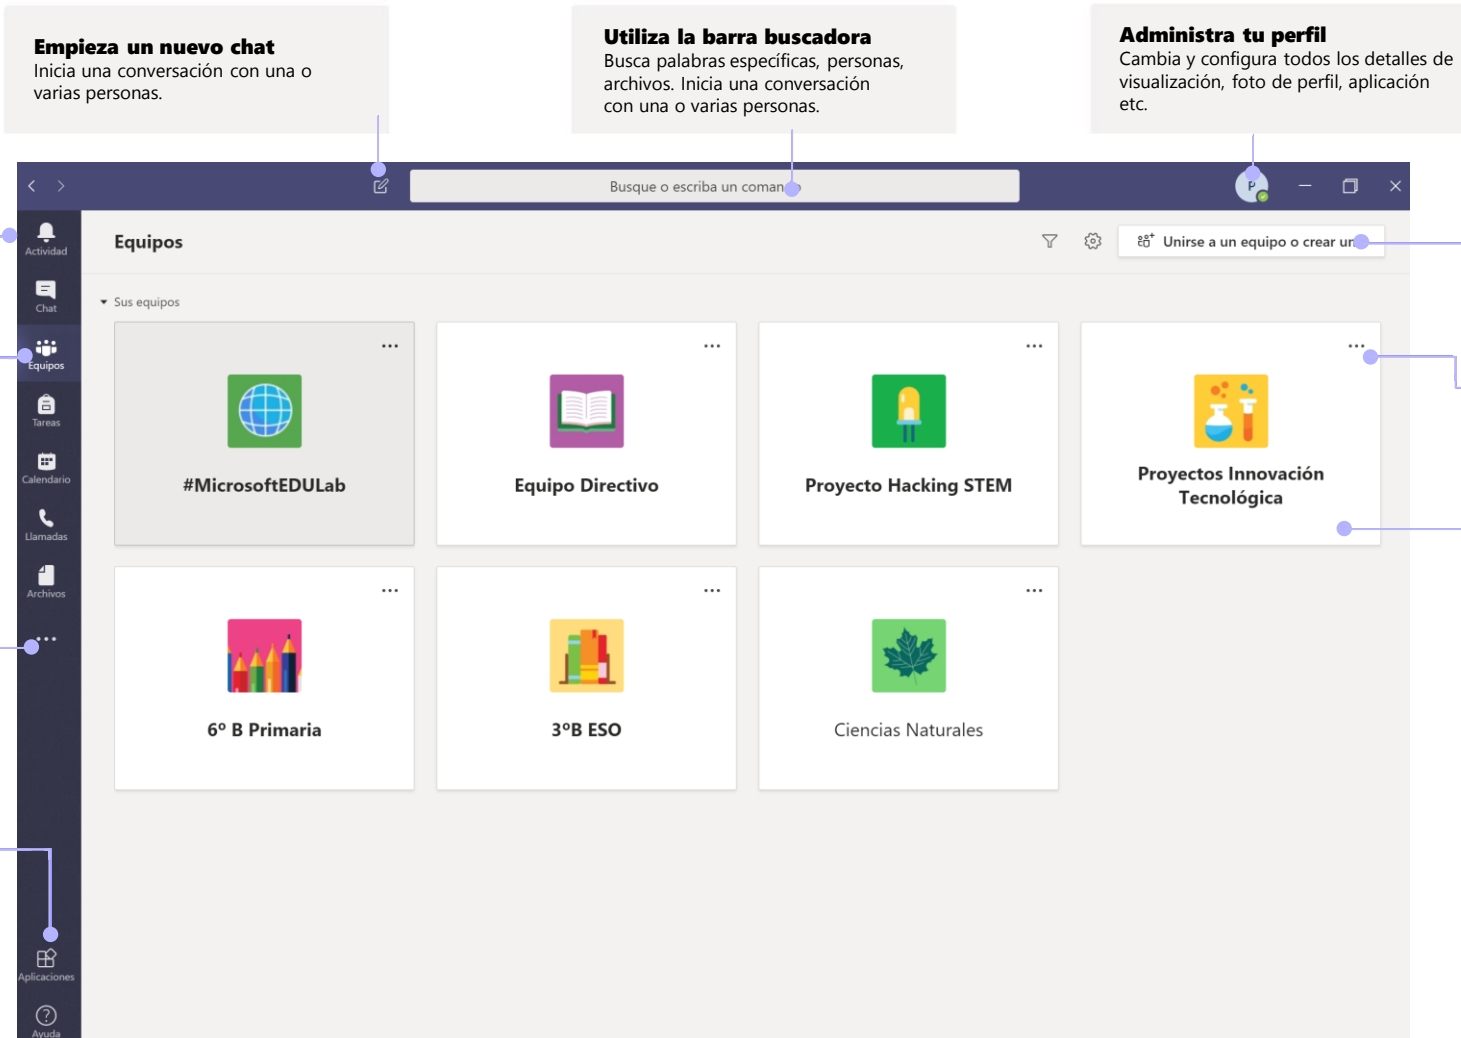 Empieza un nuevo chat
Inicia una conversación con una o
varias personas.
Utiliza la barra buscadora
Busca palabras específicas, personas,
archivos. Inicia una conversación
con una o varias personas.
Administra tu perfil
Cambia y configura todos los detalles de
visualización, foto de perfil, aplicación
etc.
Busque o escriba un comando
P
Actividad
Chat
Equipos
Tareas
Calendario
Llamadas
Archivos
Aplicaciones
Ayuda
Equipos
Unirse a un equipo o crear
Sus equipos
#MicrosoftEDULab
Equipo Directivo
Proyecto Hacking STEM
Proyectos Innovación
Tecnológica
6º B Primaria
3ºB ESO
Ciencias Naturales